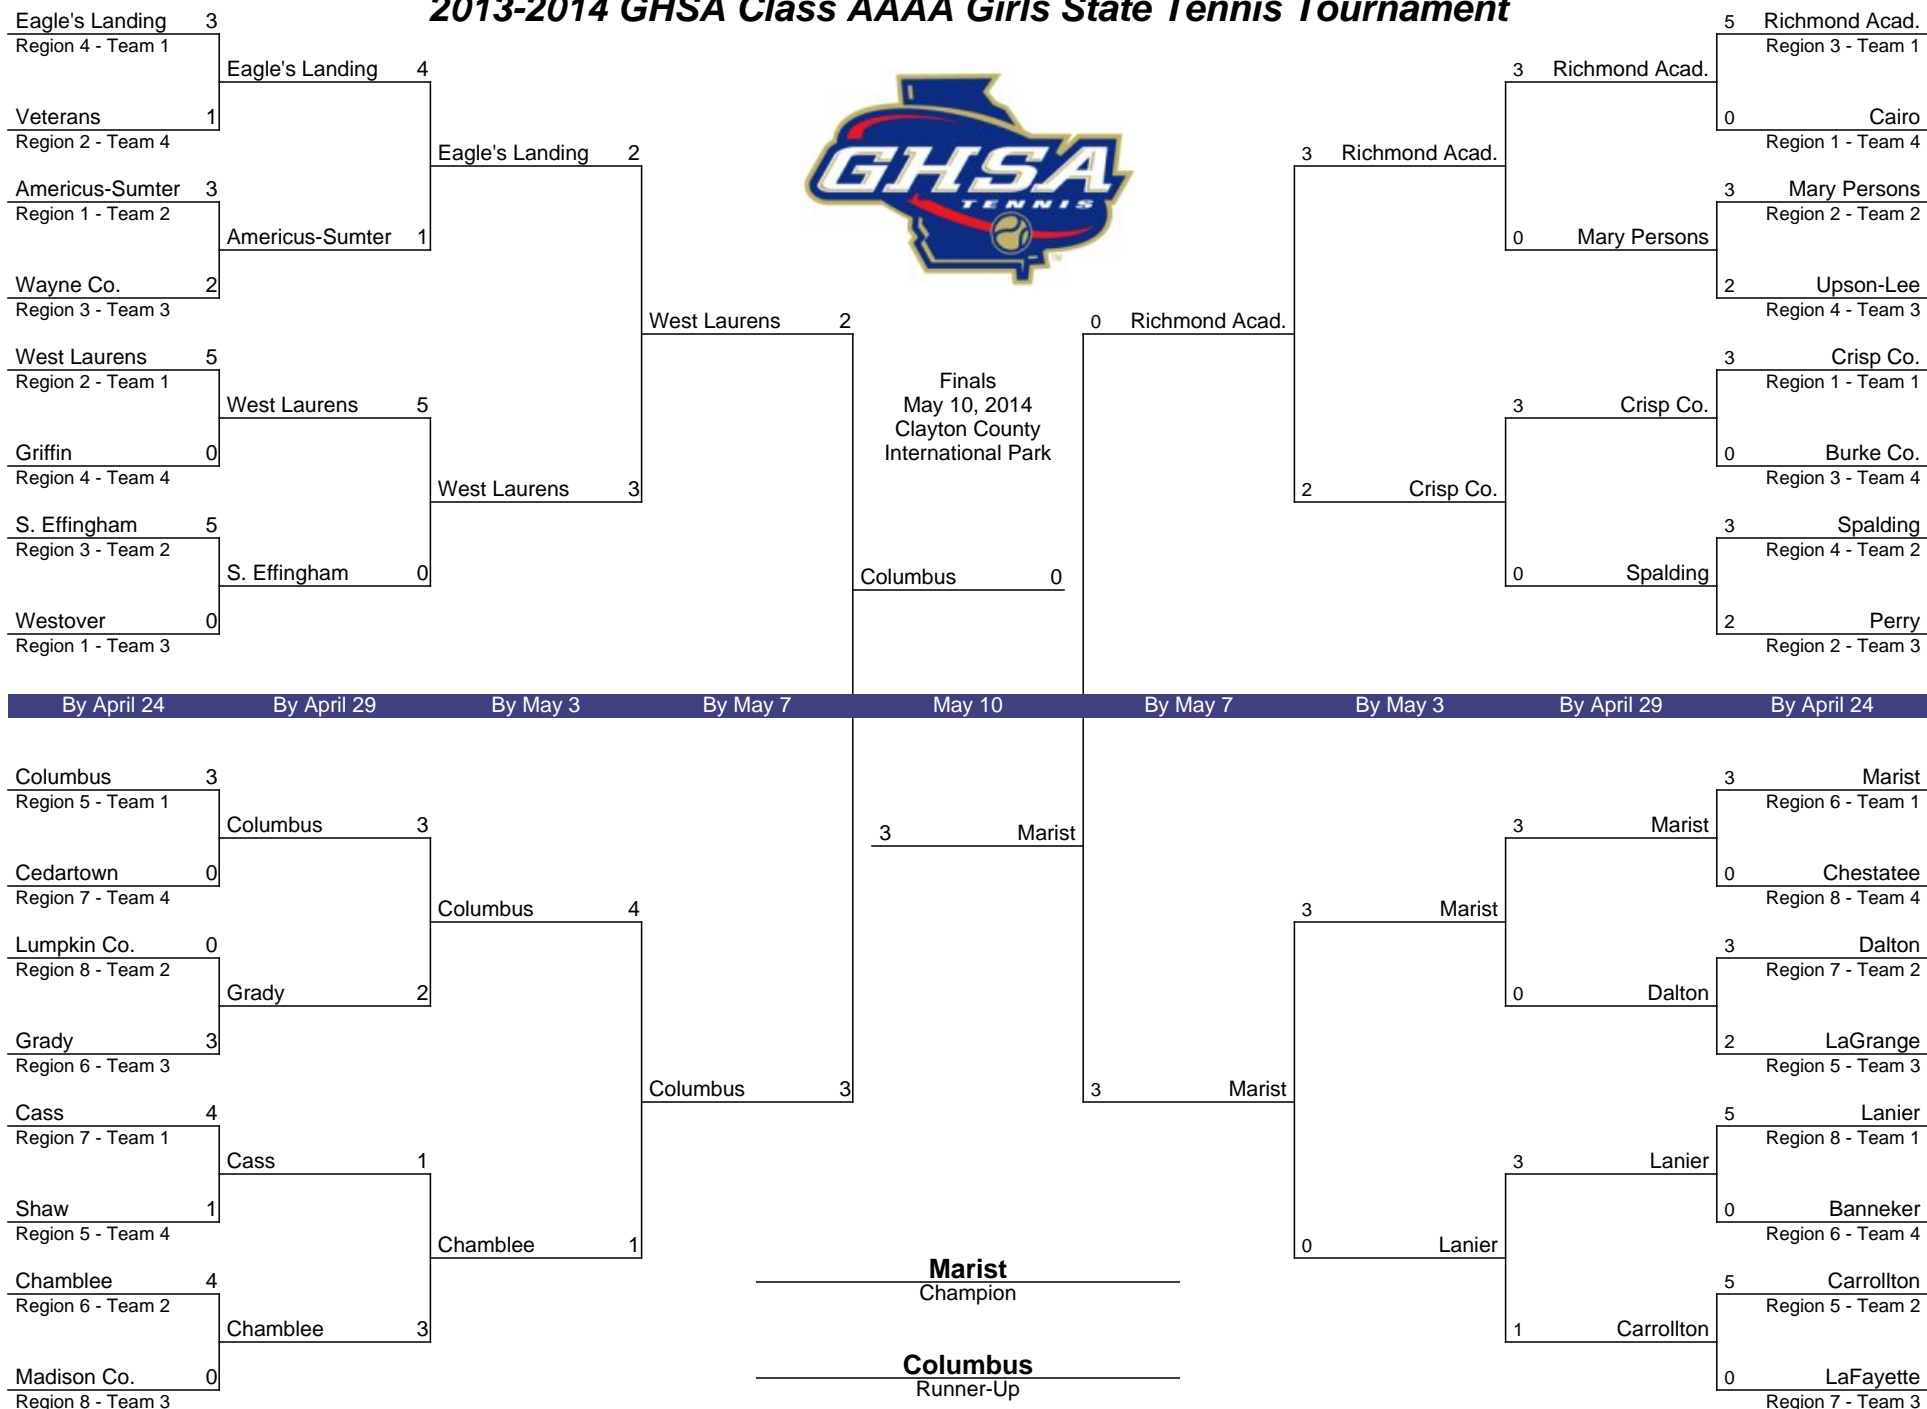 2013-2014 GHSA Class AAAA Girls State Tennis Tournament
Eagle's Landing 3
Region 4 - Team 1
Eagle's Landing 4
Veterans 1
Region 2 - Team 4
Eagle's Landing 2
Americus-Sumter 3
Region 1 - Team 2
Americus-Sumter 1
Wayne Co. 2
Region 3 - Team 3
West Laurens 2
West Laurens 5
Region 2 - Team 1
West Laurens 5
Griffin 0
Region 4 - Team 4
West Laurens 3
S. Effingham 5
Region 3 - Team 2
S. Effingham 0
Westover 0
Region 1 - Team 3
GHSA
TENNIS
TM
Finals
May 10, 2014
Clayton County
International Park
Columbus 0
5 Richmond Acad.
Region 3 - Team 1
3 Richmond Acad.
0 Cairo
Region 1 - Team 4
3 Richmond Acad.
3 Mary Persons
Region 2 - Team 2
0 Mary Persons
2 Upson-Lee
Region 4 - Team 3
0 Richmond Acad.
3 Crisp Co.
Region 1 - Team 1
3 Crisp Co.
0 Burke Co.
Region 3 - Team 4
2 Crisp Co.
3 Spalding
Region 4 - Team 2
0 Spalding
2 Perry
Region 2 - Team 3
By April 24 By April 29 By May 3 By May 7 May 10 By May 7 By May 3 By April 29 By April 24
Columbus 3
Region 5 - Team 1
Columbus 3
Cedartown 0
Region 7 - Team 4
Columbus 4
Lumpkin Co. 0
Region 8 - Team 2
Grady 2
Grady 3
Region 6 - Team 3
Columbus 3
Cass 4
Region 7 - Team 1
Cass 1
Shaw 1
Region 5 - Team 4
Chamblee 1
Chamblee 4
Region 6 - Team 2
Chamblee 3
Madison Co. 0
Region 8 - Team 3
3 Marist
Marist
Champion
Columbus
Runner-Up
3 Marist
Region 6 - Team 1
3 Marist
0 Chestatee
Region 8 - Team 4
3 Marist
3 Dalton
Region 7 - Team 2
0 Dalton
2 LaGrange
Region 5 - Team 3
3 Marist
5 Lanier
Region 8 - Team 1
3 Lanier
0 Banneker
Region 6 - Team 4
0 Lanier
5 Carrollton
Region 5 - Team 2
1 Carrollton
0 LaFayette
Region 7 - Team 3